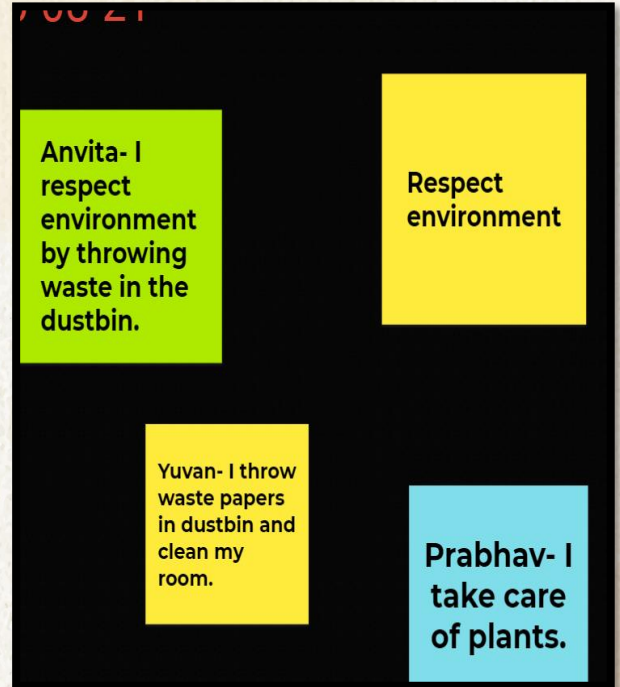 Anvita- I
respect
environment
by throwing
waste in the
dustbin.
Respect
environment
Yuvan- I throw
waste papers
in dustbin and
clean my
room.
Prabhav- I
take care
of plants.